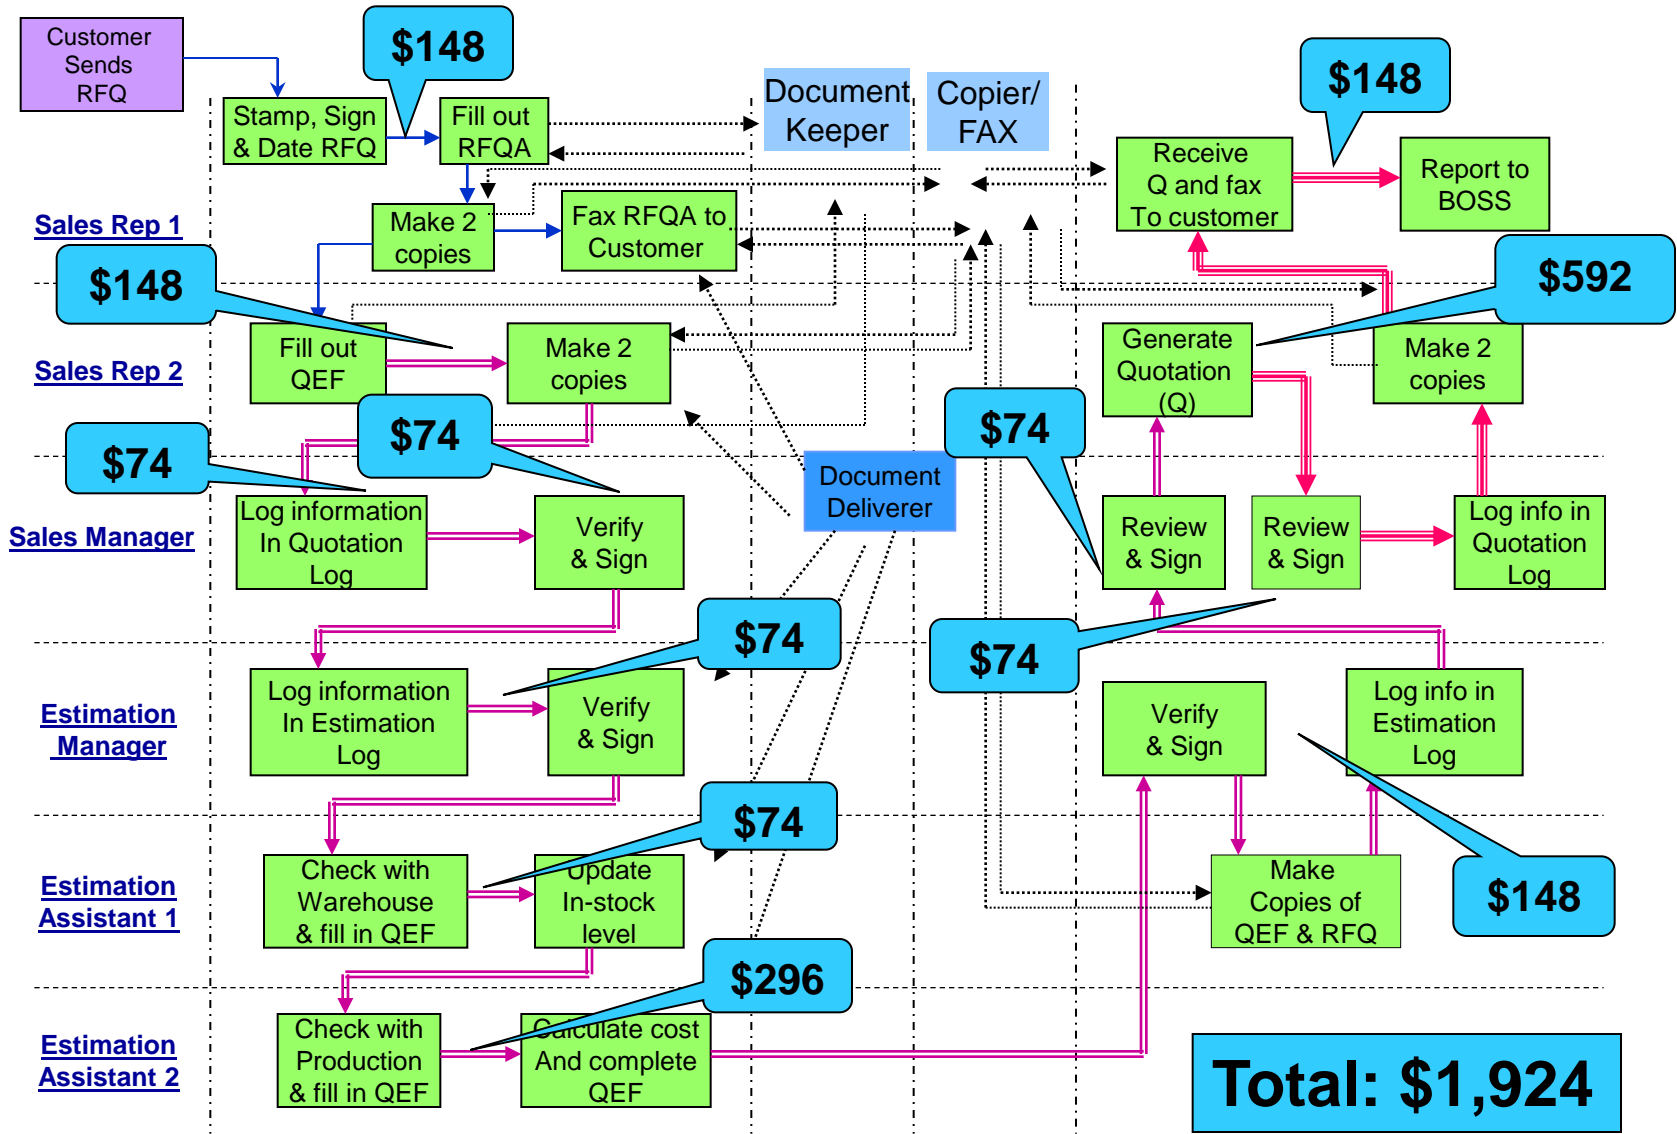 Customer
Sends
RFQ
$148
Stamp, Sign
& Date RFQ
Fill out
RFQA
Document
Keeper
Copier/
FAX
$148
Receive
Q and fax
To customer
Report to
BOSS
Sales Rep 1
Make 2
copies
Fax RFQA to
Customer
$148
$592
Sales Rep 2
Fill out
QEF
Make 2
copies
Generate
Quotation
(Q)
Make 2
copies
$74
$74
$74
Sales Manager
Log information
In Quotation
Log
Verify
& Sign
Document
Deliverer
Review
& Sign
Review
& Sign
Log info in
Quotation
Log
$74
$74
Estimation
Manager
Log information
In Estimation
Log
Verify
& Sign
Verify
& Sign
Log info in
Estimation
Log
$74
Estimation
Assistant 1
Check with
Warehouse
& fill in QEF
Update
In-stock
level
Make
Copies of
QEF & RFQ
$148
$296
Estimation
Assistant 2
Check with
Production
& fill in QEF
Calculate cost
And complete
QEF
Total: $1,924